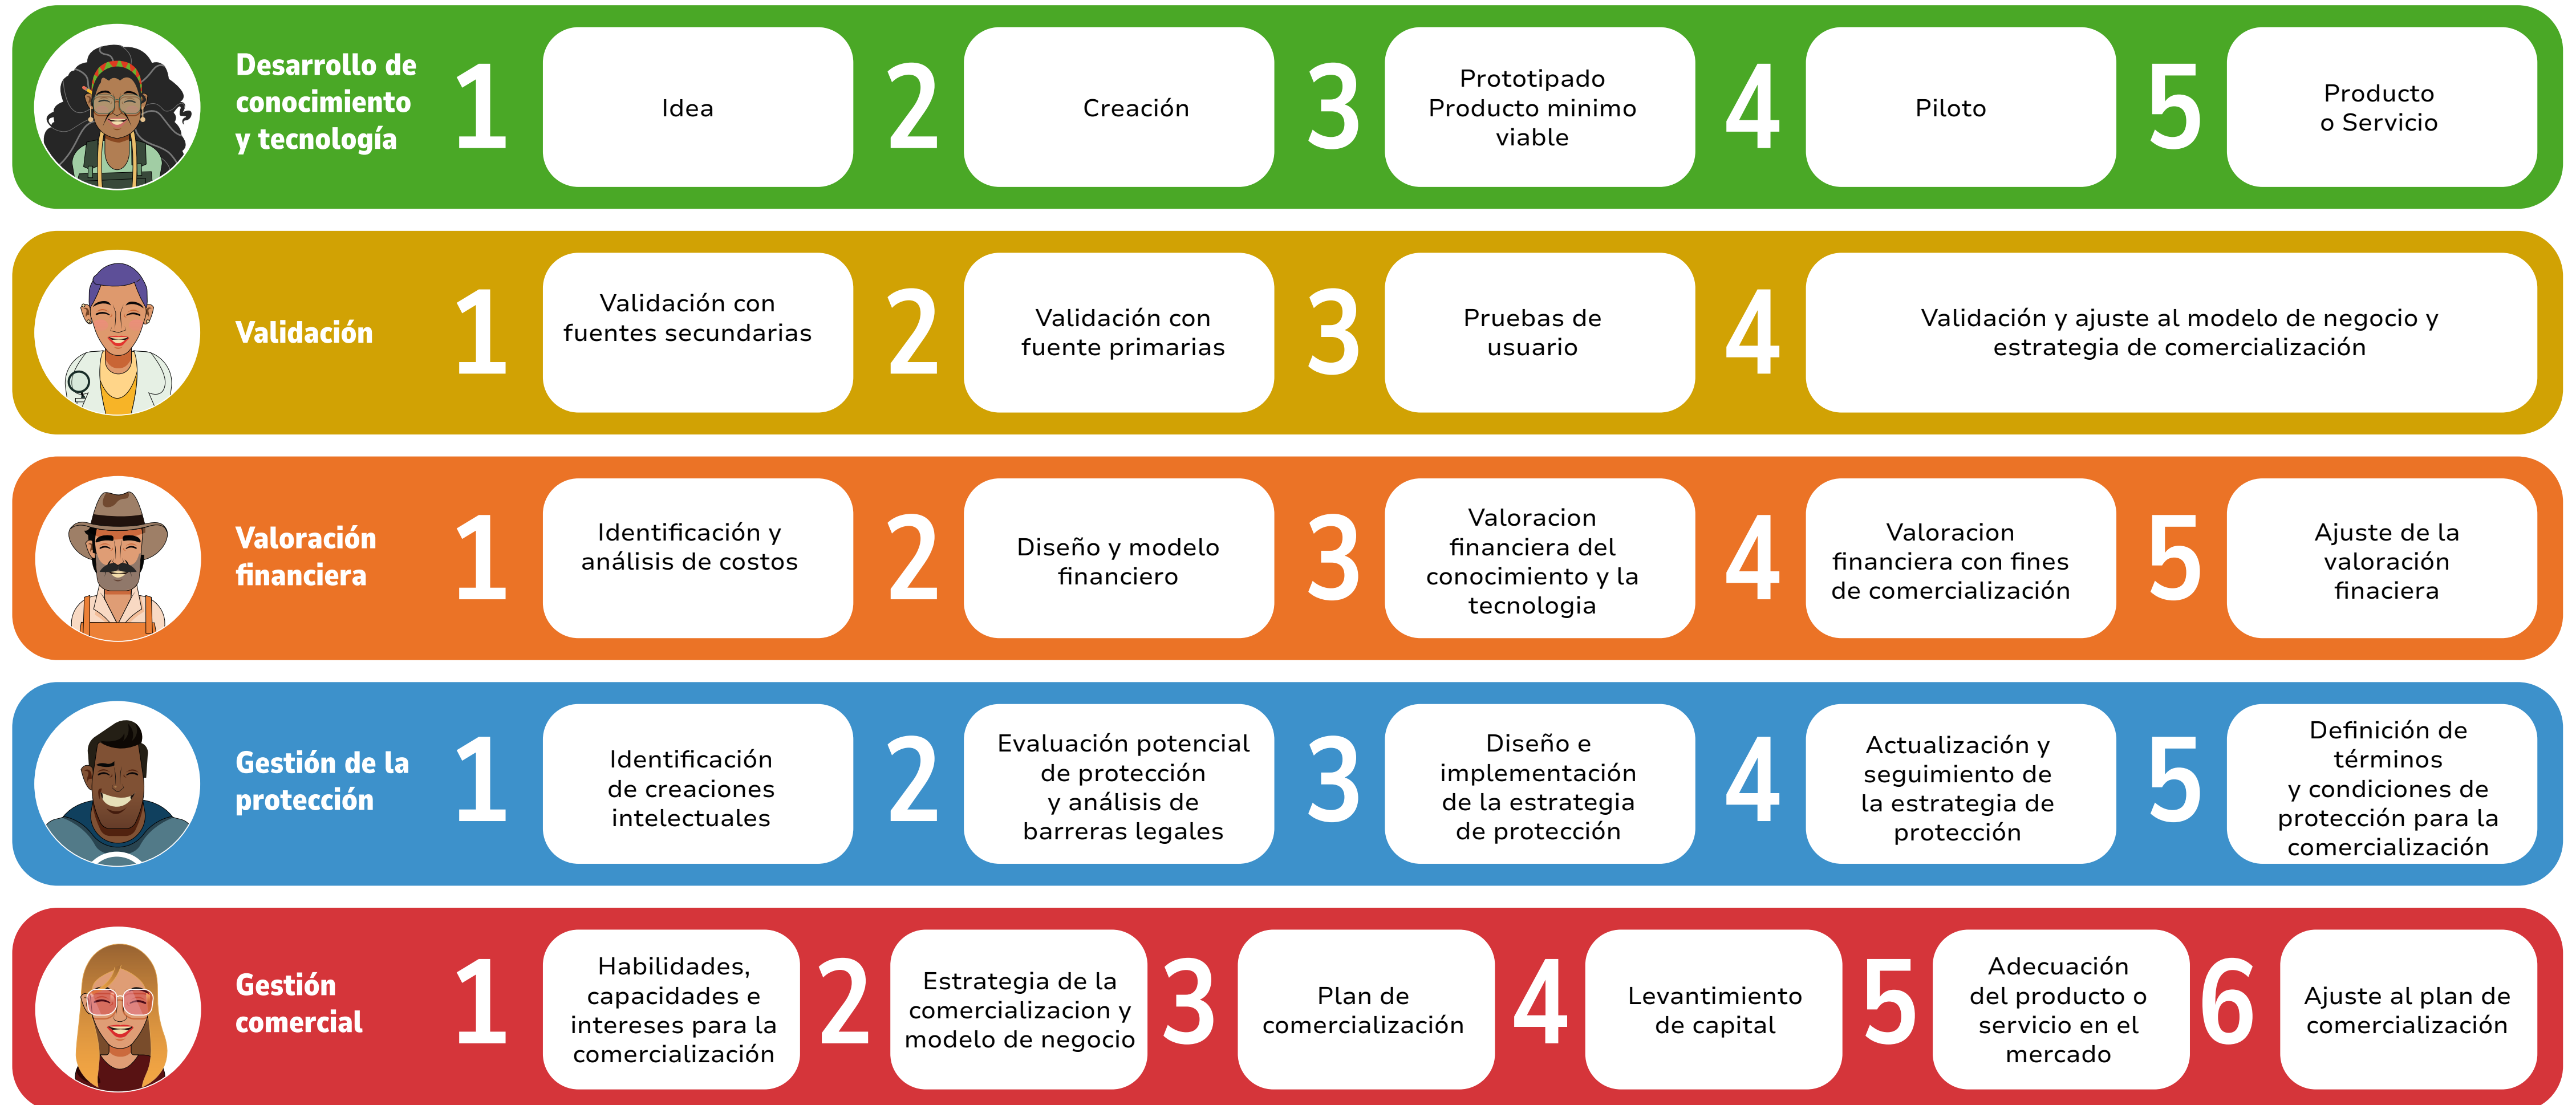 Desarrollo de
conocimiento
y tecnología
1
Idea
2
Creación
3
Prototipado
Producto minimo
viable
4
Piloto
5
Producto
o Servicio
Validación
1
Validación con
fuentes secundarias
2
Validación con
fuente primarias
3
Pruebas de
usuario
4
Validación y ajuste al modelo de negocio y
estrategia de comercialización
Valoración
financiera
1
Identificación y
análisis de costos
2
Diseño y modelo
financiero
3
Valoracion
financiera del
conocimiento y la
tecnologia
4
Valoracion
financiera con fines
de comercialización
5
Ajuste de la
valoración
finaciera
Gestión de la
protección
1
Identificación
de creaciones
intelectuales
2
Evaluación potencial
de protección
y análisis de
barreras legales
3
Diseño e
implementación
de la estrategia
de protección
4
Actualización y
seguimiento de
la estrategia de
protección
5
Definición de
términos
y condiciones de
protección para la
comercialización
Gestión
comercial
1
Habilidades,
capacidades e
intereses para la
comercialización
2
Estrategia de la
comercializacion y
modelo de negocio
3
Plan de
comercialización
4
Levantimiento
de capital
5
Adecuación
del producto o
servicio en el
mercado
6
Ajuste al plan de
comercialización